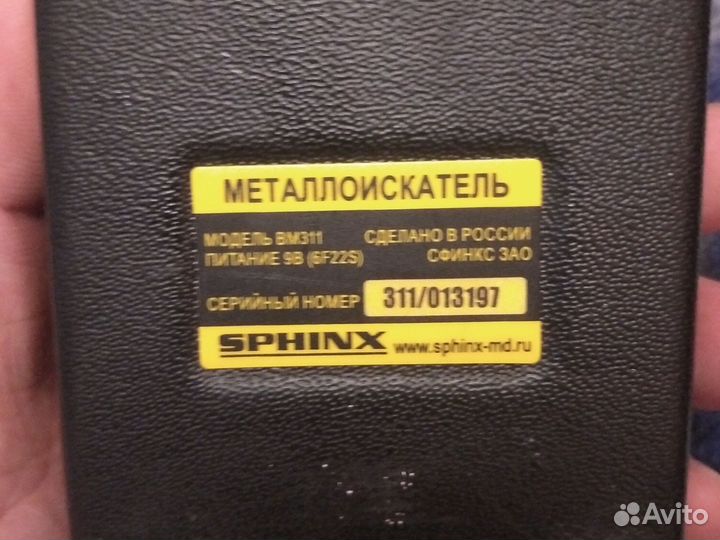 МЕТАЛЛОИСКАТЕЛЬ
МОДЕЛЬ ВМ311 СДЕЛАНО В РОССИИ
ПИТАНИЕ 9В (6F22S) СФИНКС ЗАО
СЕРИЙНЫЙ НОМЕР 311/013197
SPHINX www.sphinx-md.ru
Avito